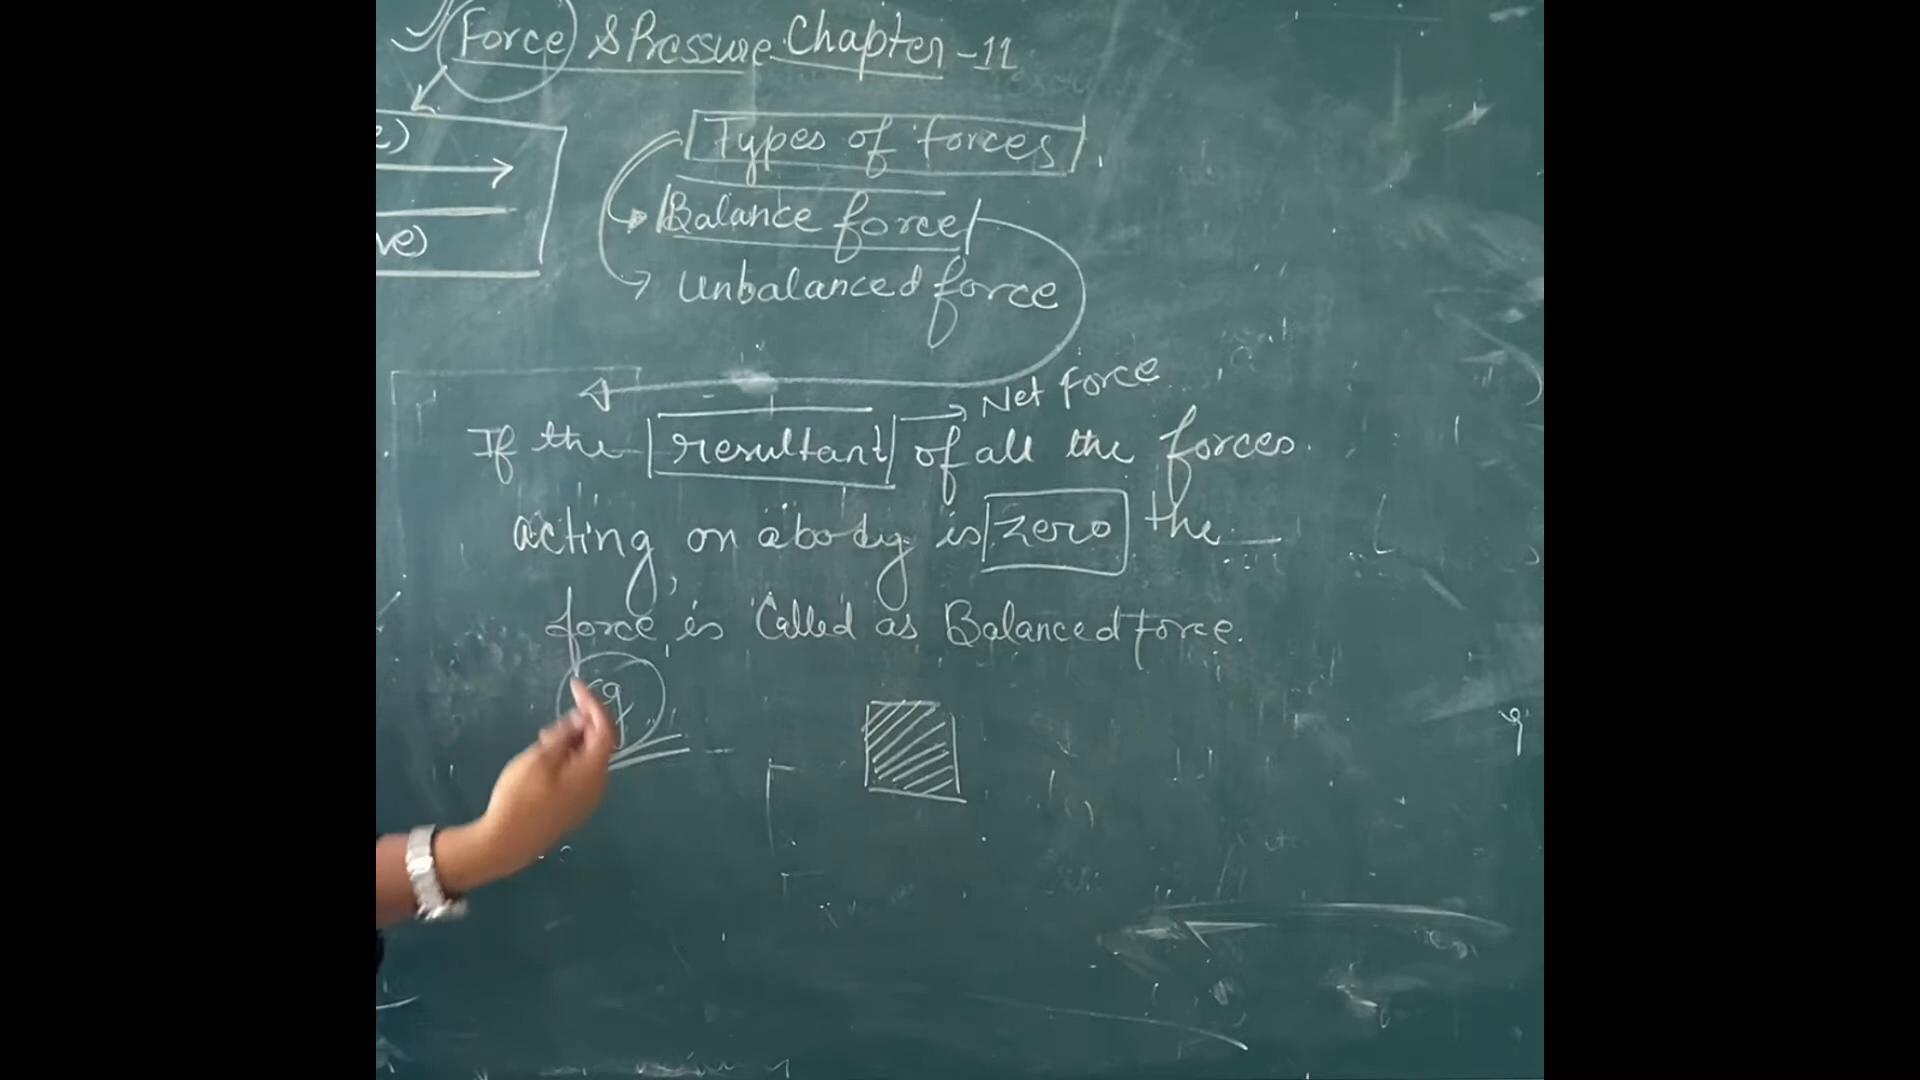 Force & Pressure Chapter-11
e)
ve)
Types of forces
Balance force
Unbalanced force
Net Force
If the resultant of all the forces
acting on a body is zero the
force is Called as Balanced force.